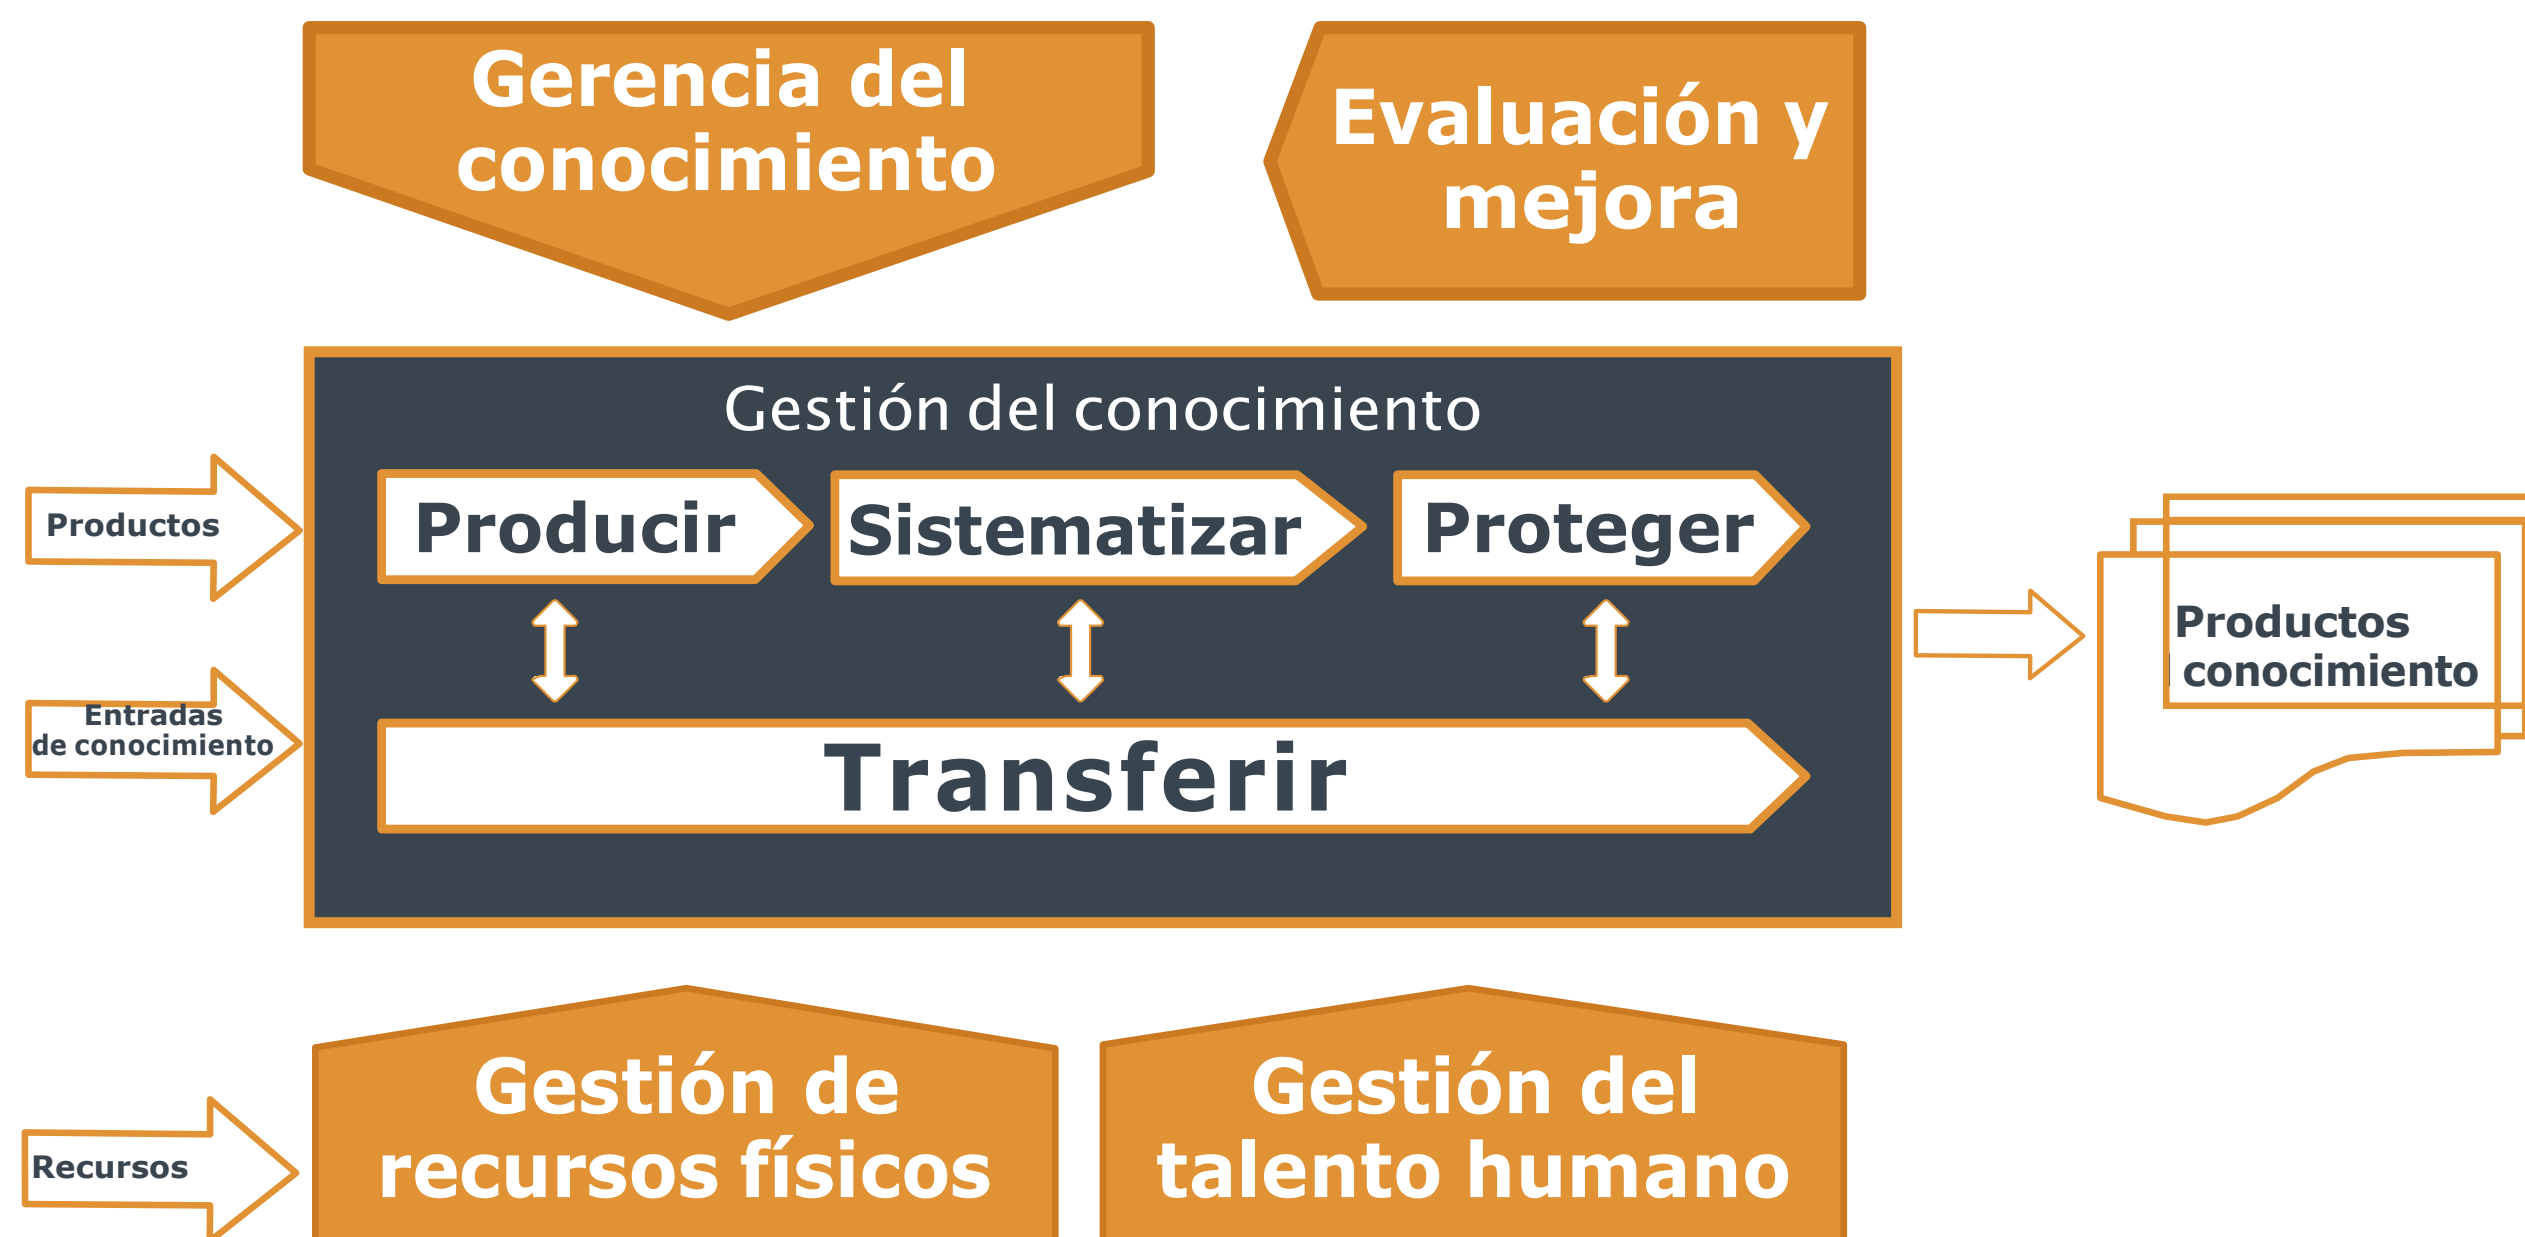 Gerencia del
conocimiento
Evaluación y
mejora
Gestión del conocimiento
Productos
Producir
Sistematizar
Proteger
Entradas
de conocimiento
Transferir
Productos
conocimiento
Recursos
Gestión de
recursos físicos
Gestión del
talento humano